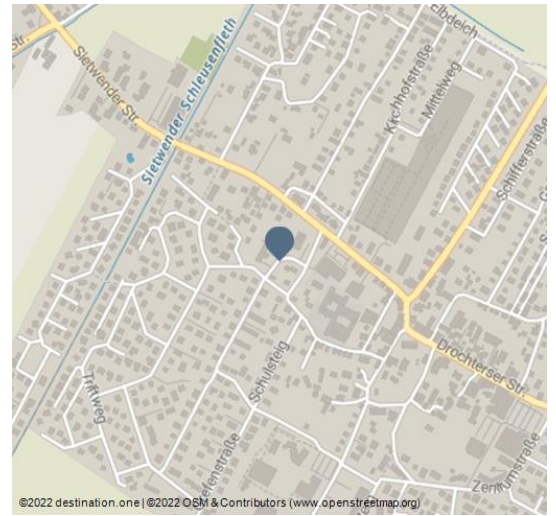 Elbdeich
Str.
Sietwender Str.
Sietwender Schleusenfleth
Kirchhofstraße
Mittelweg
Schifferstraße
Drochterser Str.
Schulsteig
Triftweg
Zentrumstraße
©2022 destination.one | ©2022 OSM & Contributors (www.openstreetmap.org)